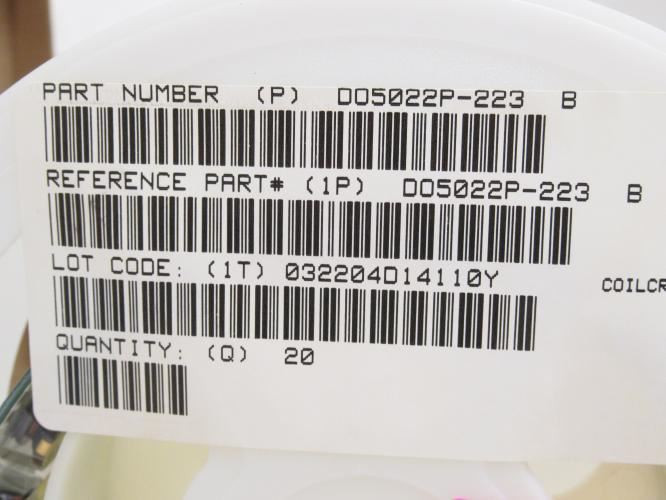 PART NUMBER (P) DO5022P-223 B
REFERENCE PART# (1P) DO5022P-223 B
LOT CODE: (1T) 032204D14110Y
COILCR
QUANTITY: (Q) 20